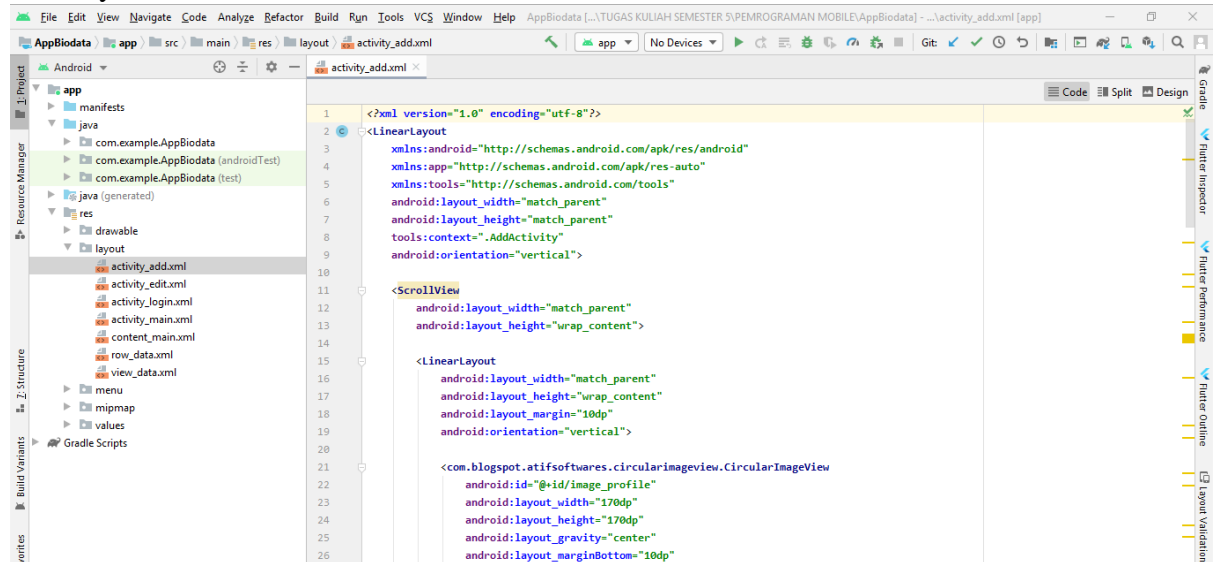 File Edit View Navigate Code Analyze Refactor Build Run Tools VCS Window Help AppBiodata [...\TUGAS KULIAH SEMESTER 5\PEMROGRAMAN MOBILE\AppBiodata] - ...\activity_add.xml [app]
AppBiodata app src main res layout activity_add.xml app No Devices Git:
Android activity_add.xml
Code Split Design
1: Project
Resource Manager
Z: Structure
Build Variants
app
manifests
java
com.example.AppBiodata
com.example.AppBiodata (androidTest)
com.example.AppBiodata (test)
java (generated)
res
drawable
layout
activity_add.xml
activity_edit.xml
activity_login.xml
activity_main.xml
content_main.xml
row_data.xml
view_data.xml
menu
mipmap
values
Gradle Scripts
1 <?xml version="1.0" encoding="utf-8"?>
2 C <LinearLayout
3 xmlns:android="http://schemas.android.com/apk/res/android"
4 xmlns:app="http://schemas.android.com/apk/res-auto"
5 xmlns:tools="http://schemas.android.com/tools"
6 android:layout_width="match_parent"
7 android:layout_height="match_parent"
8 tools:context=".AddActivity"
9 android:orientation="vertical">
10
11 <ScrollView
12 android:layout_width="match_parent"
13 android:layout_height="wrap_content">
14
15 <LinearLayout
16 android:layout_width="match_parent"
17 android:layout_height="wrap_content"
18 android:layout_margin="10dp"
19 android:orientation="vertical">
20
21 <com.blogspot.atifsoftwares.circularimageview.CircularImageView
22 android:id="@+id/image_profile"
23 android:layout_width="170dp"
24 android:layout_height="170dp"
25 android:layout_gravity="center"
26 android:layout_marginBottom="10dp"
Gradle
Flutter Inspector
Flutter Performance
Flutter Outline
Layout Validation